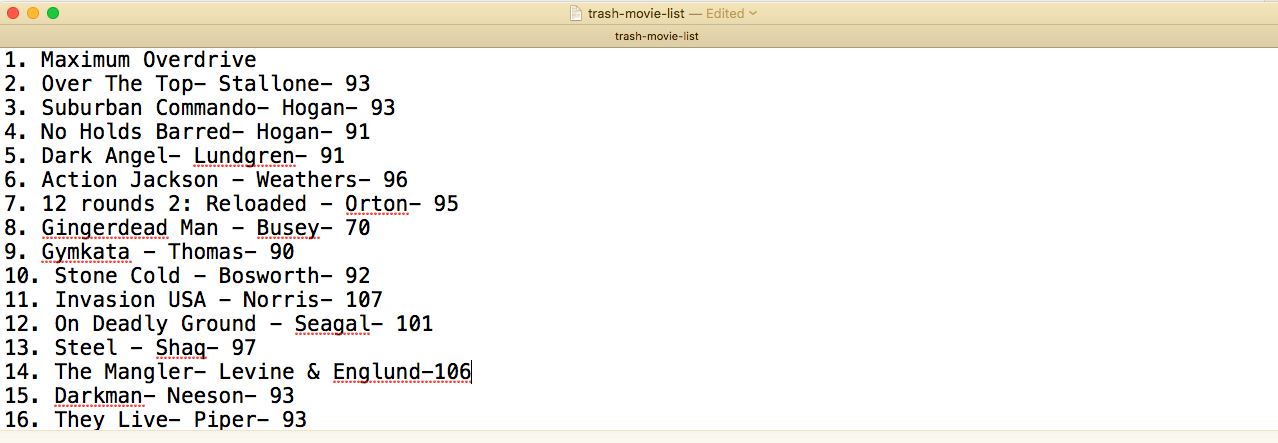 trash-movie-list — Edited
trash-movie-list
1. Maximum Overdrive
2. Over The Top- Stallone- 93
3. Suburban Commando- Hogan- 93
4. No Holds Barred- Hogan- 91
5. Dark Angel- Lundgren- 91
6. Action Jackson - Weathers- 96
7. 12 rounds 2: Reloaded - Orton- 95
8. Gingerdead Man - Busey- 70
9. Gymkata - Thomas- 90
10. Stone Cold - Bosworth- 92
11. Invasion USA - Norris- 107
12. On Deadly Ground - Seagal- 101
13. Steel - Shaq- 97
14. The Mangler- Levine & Englund-106
15. Darkman- Neeson- 93
16. They Live- Piper- 93